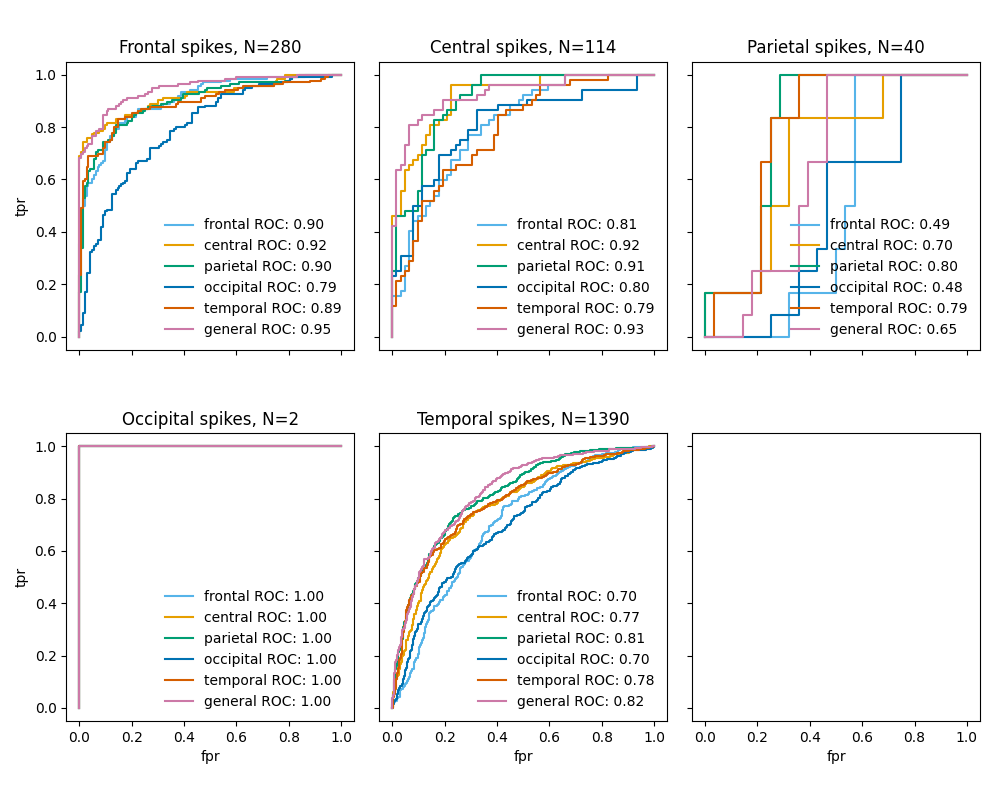 Frontal spikes, N=280
Central spikes, N=114
Parietal spikes, N=40
tpr
1.0
0.8
0.6
0.4
0.2
0.0
frontal ROC: 0.90
central ROC: 0.92
parietal ROC: 0.90
occipital ROC: 0.79
temporal ROC: 0.89
general ROC: 0.95
frontal ROC: 0.81
central ROC: 0.92
parietal ROC: 0.91
occipital ROC: 0.80
temporal ROC: 0.79
general ROC: 0.93
frontal ROC: 0.49
central ROC: 0.70
parietal ROC: 0.80
occipital ROC: 0.48
temporal ROC: 0.79
general ROC: 0.65
Occipital spikes, N=2
Temporal spikes, N=1390
tpr
1.0
0.8
0.6
0.4
0.2
0.0
frontal ROC: 1.00
central ROC: 1.00
parietal ROC: 1.00
occipital ROC: 1.00
temporal ROC: 1.00
general ROC: 1.00
frontal ROC: 0.70
central ROC: 0.77
parietal ROC: 0.81
occipital ROC: 0.70
temporal ROC: 0.78
general ROC: 0.82
0.0 0.2 0.4 0.6 0.8 1.0
0.0 0.2 0.4 0.6 0.8 1.0
0.0 0.2 0.4 0.6 0.8 1.0
fpr
fpr
fpr